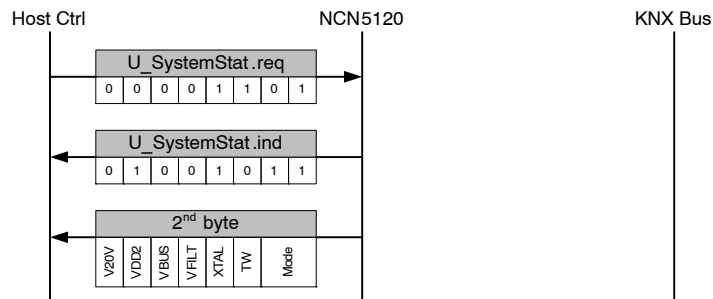 Host Ctrl NCN5120 KNX Bus
U_SystemStat.req
0 0 0 0 1 1 0 1
U_SystemStat.ind
0 1 0 0 1 0 1 1
2nd byte
V20V VDD2 VBUS VFILT XTAL TW Mode